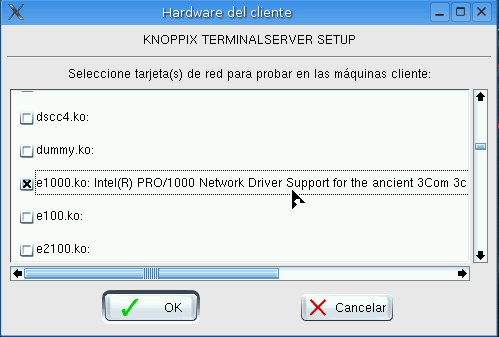 Hardware del cliente
KNOPPIX TERMINALSERVER SETUP
Seleccione tarjeta(s) de red para probar en las máquinas cliente:
dscc4.ko:
dummy.ko:
e1000.ko: Intel(R) PRO/1000 Network Driver Support for the ancient 3Com 3c
e100.ko:
e2100.ko:
OK
Cancelar